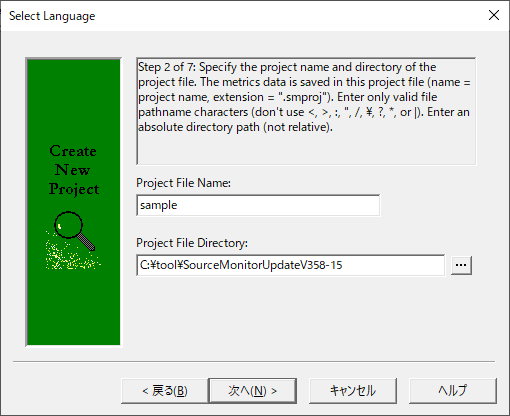 Select Language
Step 2 of 7: Specify the project name and directory of the
project file. The metrics data is saved in this project file (name =
project name, extension = ".smproj"). Enter only valid file
pathname characters (don't use <, >, :, ", /, ¥, ?, *, or |). Enter an
absolute directory path (not relative).
Create
New
Project
Project File Name:
sample
Project File Directory:
C:¥tool¥SourceMonitorUpdateV358-15
...
< 戻る(B)
次へ(N) >
キャンセル
ヘルプ